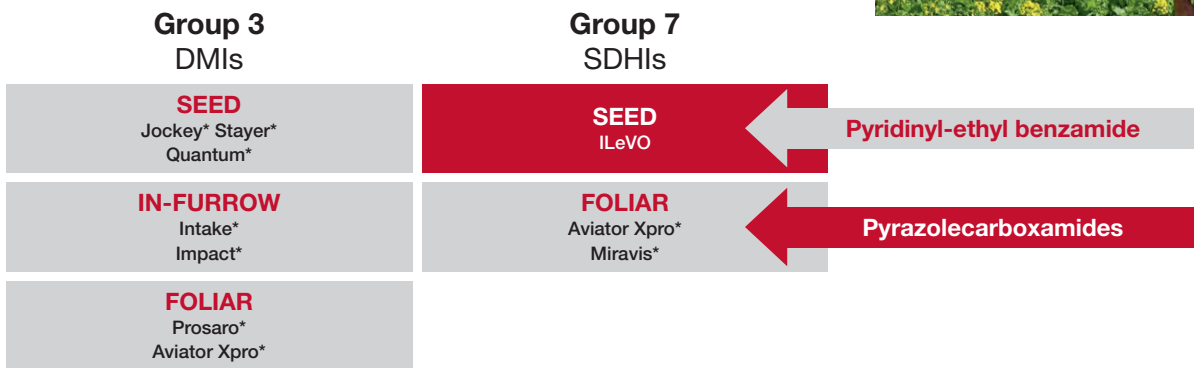 Group 3
DMIs
SEED
Jockey* Stayer*
Quantum*
IN-FURROW
Intake*
Impact*
FOLIAR
Prosaro*
Aviator Xpro*
Group 7
SDHIs
SEED
ILeVO
FOLIAR
Aviator Xpro*
Miravis*
Pyridinyl-ethyl benzamide
Pyrazolecarboxamides